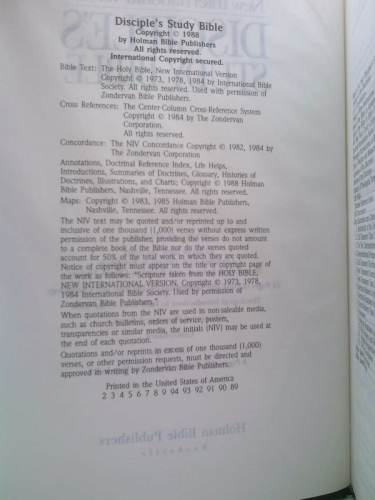 Disciple's Study Bible
Copyright © 1988
by Holman Bible Publishers
All rights reserved.
International Copyright secured.
Bible Text: The Holy Bible, New International Version
Copyright © 1973, 1978, 1984 by International Bible
Society. All rights reserved. Used with permission of
Zondervan Bible Publishers.
Cross References: The Center-Column Cross-Reference System
Copyright © 1984 by The Zondervan
Corporation.
All rights reserved.
Concordance: The NIV Concordance Copyright © 1982, 1984 by
The Zondervan Corporation
Annotations, Doctrinal Reference Index, Life Helps,
Introductions, Summaries of Doctrines, Glossary, Histories of
Doctrines, Illustrations, and Charts; Copyright © 1988 Holman
Bible Publishers, Nashville, Tennessee. All rights reserved.
Maps: Copyright © 1983, 1985 Holman Bible Publishers,
Nashville, Tennessee. All rights reserved.
The NIV text may be quoted and/or reprinted up to and
inclusive of one thousand (1,000) verses without express written
permission of the publisher, providing the verses do not amount
to a complete book of the Bible nor do the verses quoted
account for 50% of the total work in which they are quoted.
Notice of copyright must appear on the title or copyright page of
the work as follows: "Scripture taken from the HOLY BIBLE,
NEW INTERNATIONAL VERSION. Copyright © 1973, 1978,
1984 International Bible Society. Used by permission of
Zondervan Bible Publishers."
When quotations from the NIV are used in non-saleable media,
such as church bulletins, orders of service, posters,
transparencies or similar media, the initials (NIV) may be used at
the end of each quotation.
Quotations and/or reprints in excess of one thousand (1,000)
verses, or other permission requests, must be directed and
approved in writing by Zondervan Bible Publishers.
Printed in the United States of America
2 3 4 5 6 7 8 9 94 93 92 91 90 89